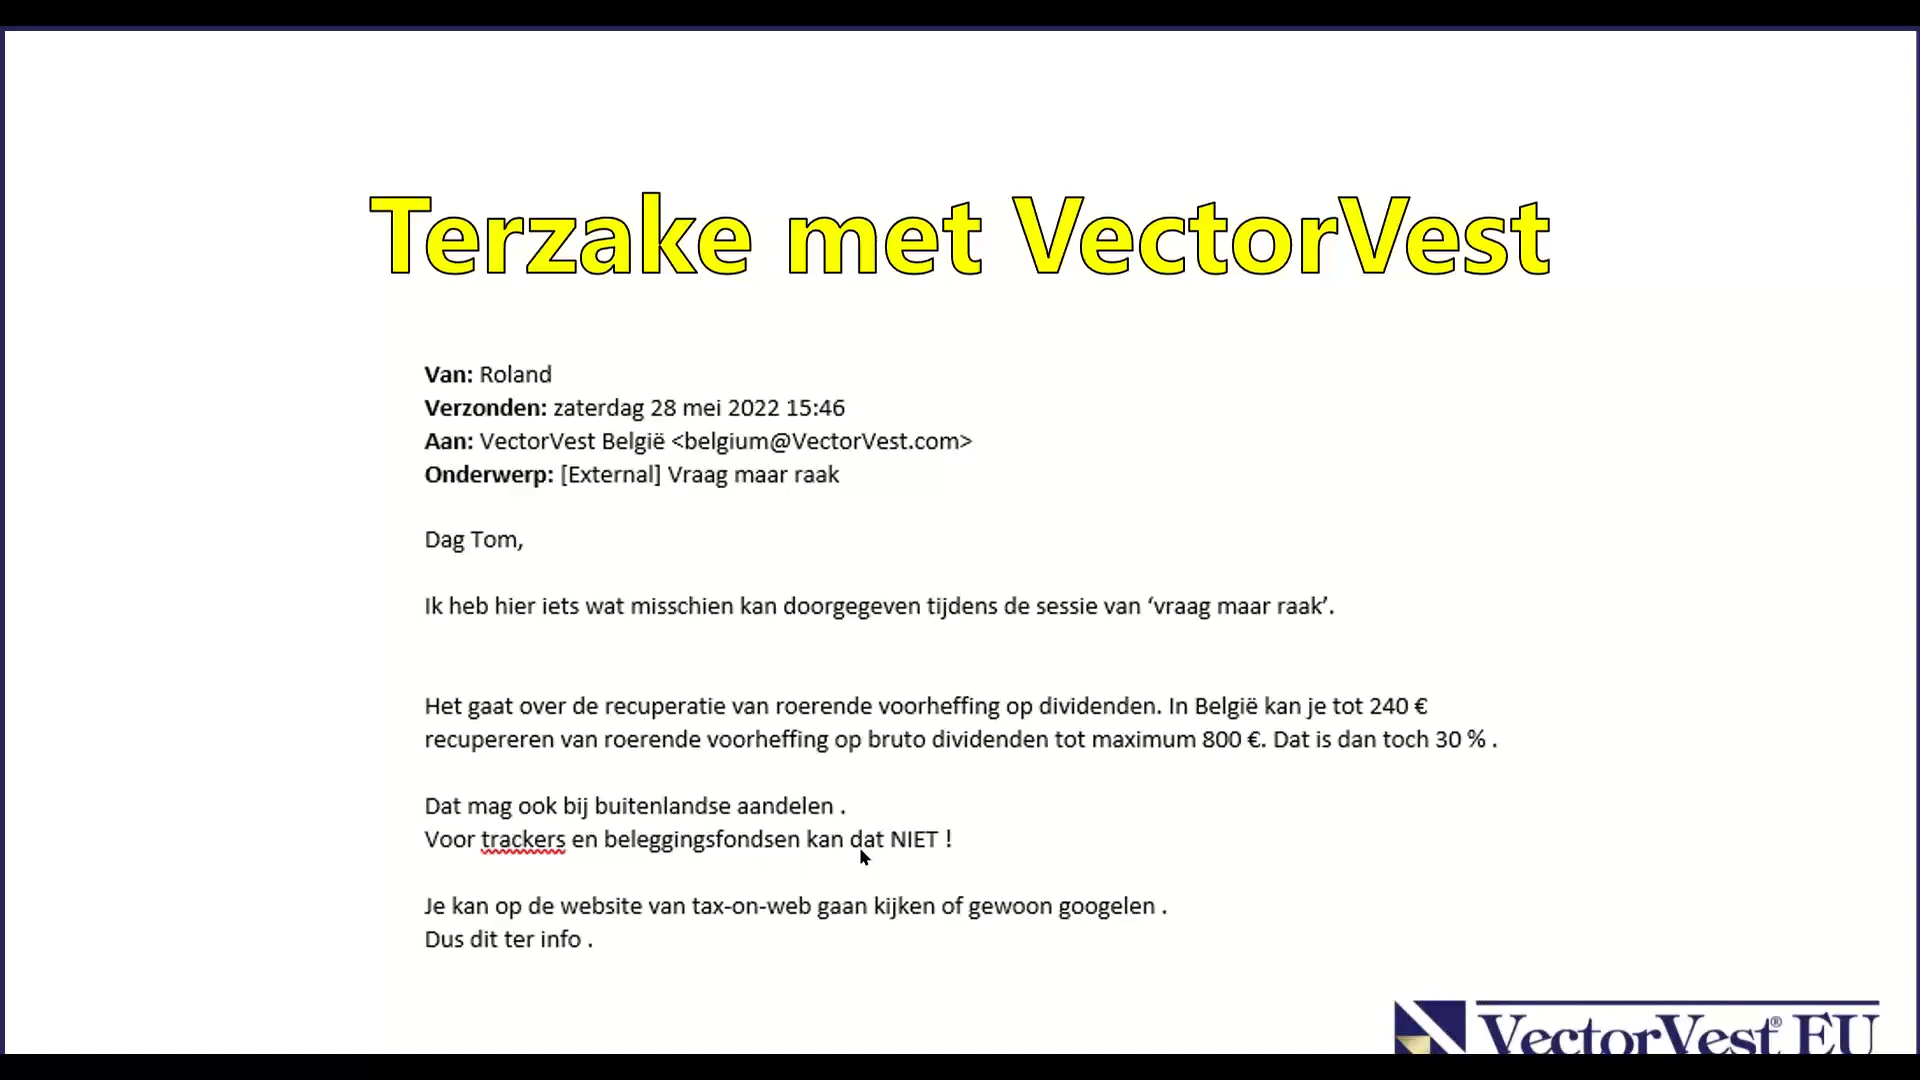 Terzake met VectorVest
Van: Roland
Verzonden: zaterdag 28 mei 2022 15:46
Aan: VectorVest België <belgium@VectorVest.com>
Onderwerp: [External] Vraag maar raak
Dag Tom,
Ik heb hier iets wat misschien kan doorgegeven tijdens de sessie van ‘vraag maar raak’.
Het gaat over de recuperatie van roerende voorheffing op dividenden. In België kan je tot 240 €
recupereren van roerende voorheffing op bruto dividenden tot maximum 800 €. Dat is dan toch 30 % .
Dat mag ook bij buitenlandse aandelen .
Voor trackers en beleggingsfondsen kan dat NIET !
Je kan op de website van tax-on-web gaan kijken of gewoon googelen .
Dus dit ter info .
VectorVest® EU